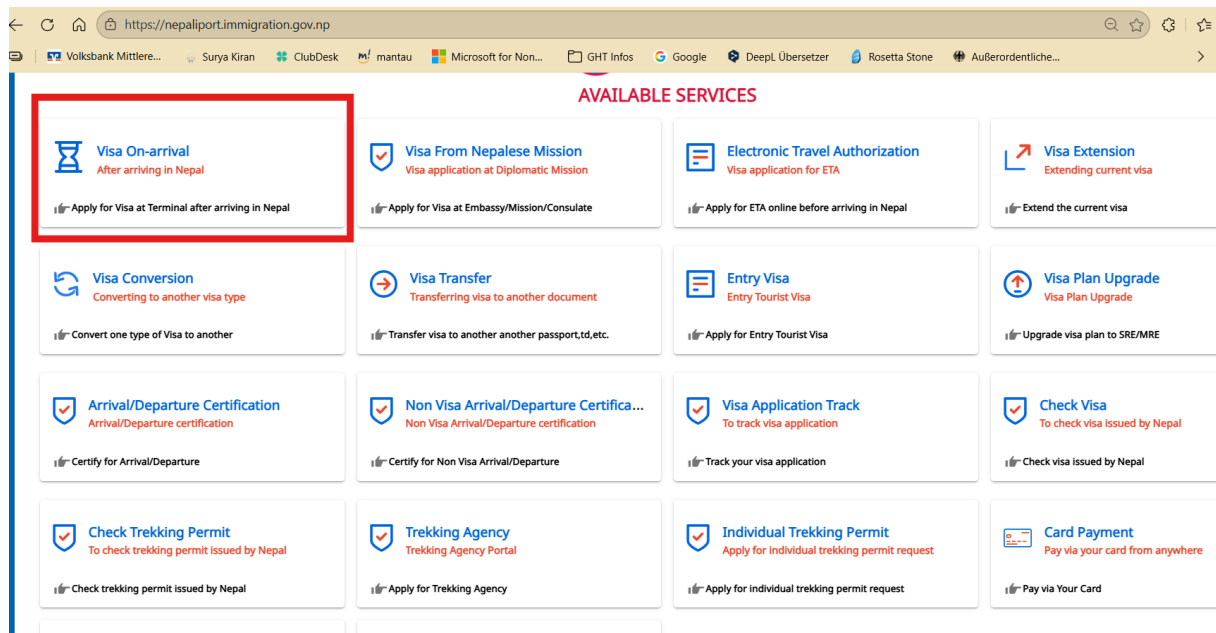 https://nepaliport.immigration.gov.np
Volksbank Mittlere...
Surya Kiran
ClubDesk
mantau
Microsoft for Non...
GHT Infos
Google
DeepL Übersetzer
Rosetta Stone
Außerordentliche...
AVAILABLE SERVICES
Visa On-arrival
After arriving in Nepal
Apply for Visa at Terminal after arriving in Nepal
Visa From Nepalese Mission
Visa application at Diplomatic Mission
Apply for Visa at Embassy/Mission/Consulate
Electronic Travel Authorization
Visa application for ETA
Apply for ETA online before arriving in Nepal
Visa Extension
Extending current visa
Extend the current visa
Visa Conversion
Converting to another visa type
Convert one type of Visa to another
Visa Transfer
Transferring visa to another document
Transfer visa to another another passport,td,etc.
Entry Visa
Entry Tourist Visa
Apply for Entry Tourist Visa
Visa Plan Upgrade
Visa Plan Upgrade
Upgrade visa plan to SRE/MRE
Arrival/Departure Certification
Arrival/Departure certification
Certify for Arrival/Departure
Non Visa Arrival/Departure Certifica...
Non Visa Arrival/Departure certification
Certify for Non Visa Arrival/Departure
Visa Application Track
To track visa application
Track your visa application
Check Visa
To check visa issued by Nepal
Check visa issued by Nepal
Check Trekking Permit
To check trekking permit issued by Nepal
Check trekking permit issued by Nepal
Trekking Agency
Trekking Agency Portal
Apply for Trekking Agency
Individual Trekking Permit
Apply for individual trekking permit request
Apply for individual trekking permit request
Card Payment
Pay via your card from anywhere
Pay via Your Card